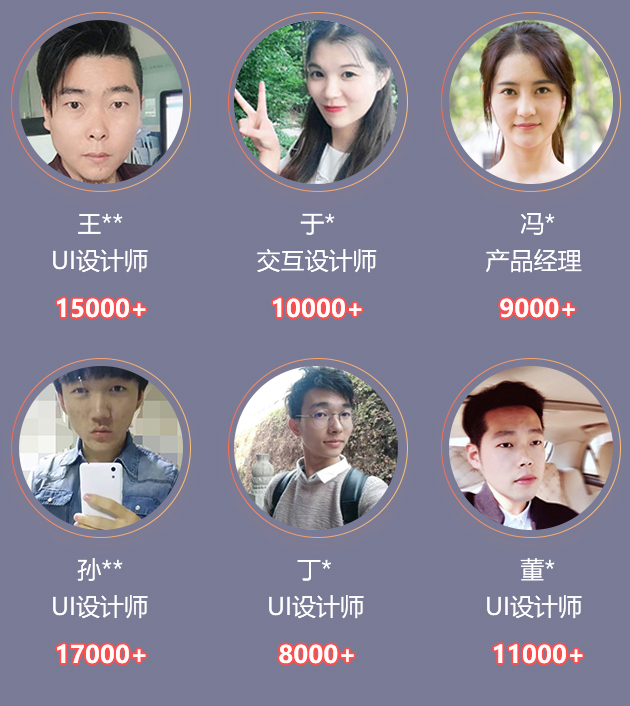 王**
于*
冯*
UI设计师
交互设计师
产品经理
15000+
10000+
9000+
孙**
丁*
董*
UI设计师
UI设计师
UI设计师
17000+
8000+
11000+